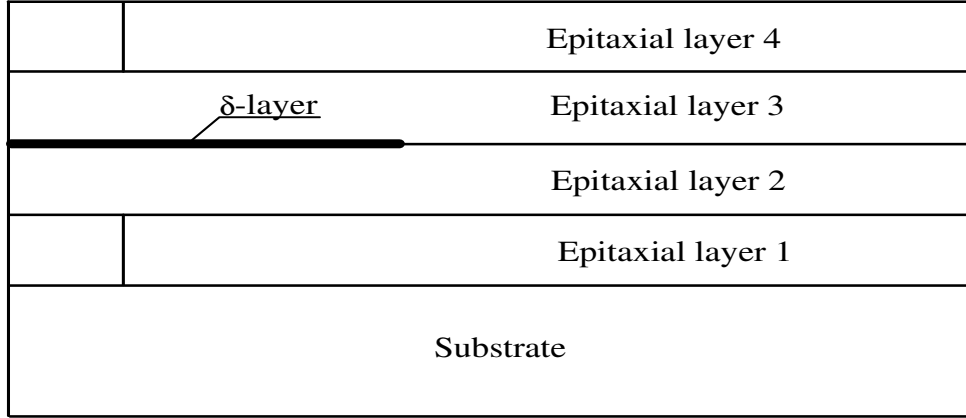 Epitaxial layer 4
δ-layer
Epitaxial layer 3
Epitaxial layer 2
Epitaxial layer 1
Substrate